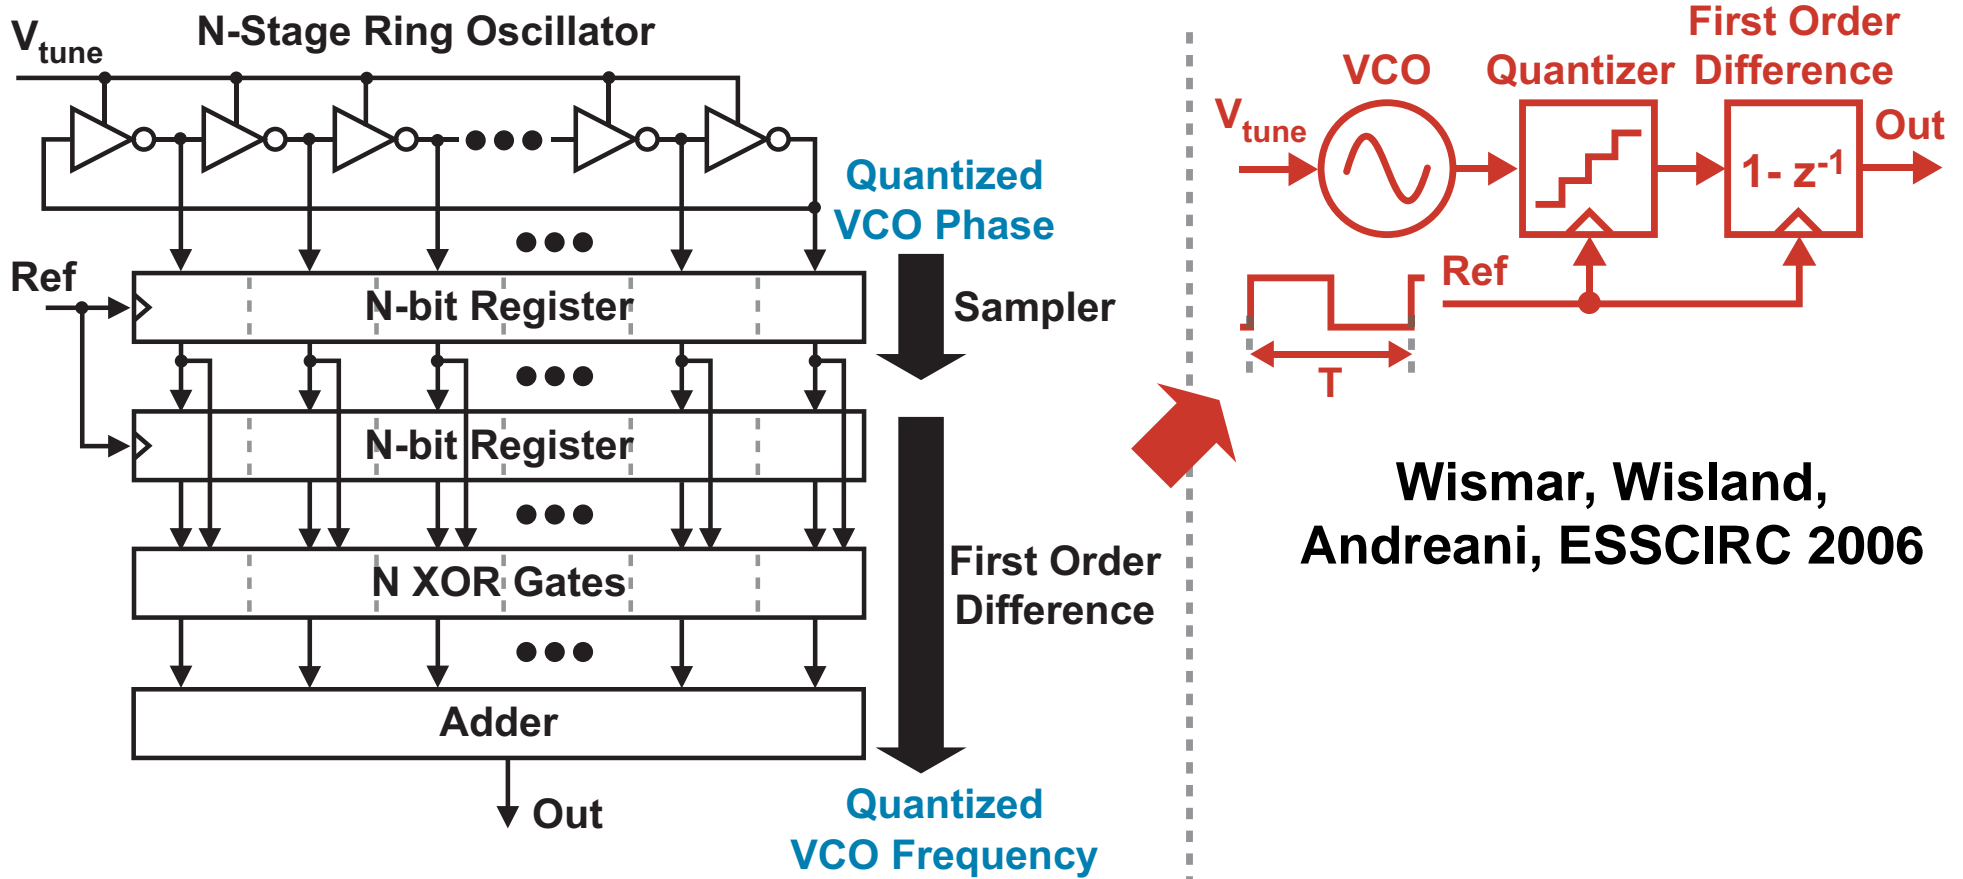 N-Stage Ring Oscillator
Vtune
Quantized
VCO Phase
Ref
N-bit Register
Sampler
N-bit Register
N XOR Gates
First Order
Difference
Adder
Out
Quantized
VCO Frequency
First Order
Difference
VCO
Quantizer
Vtune
Out
1- z-1
Ref
T
Wismar, Wisland,
Andreani, ESSCIRC 2006